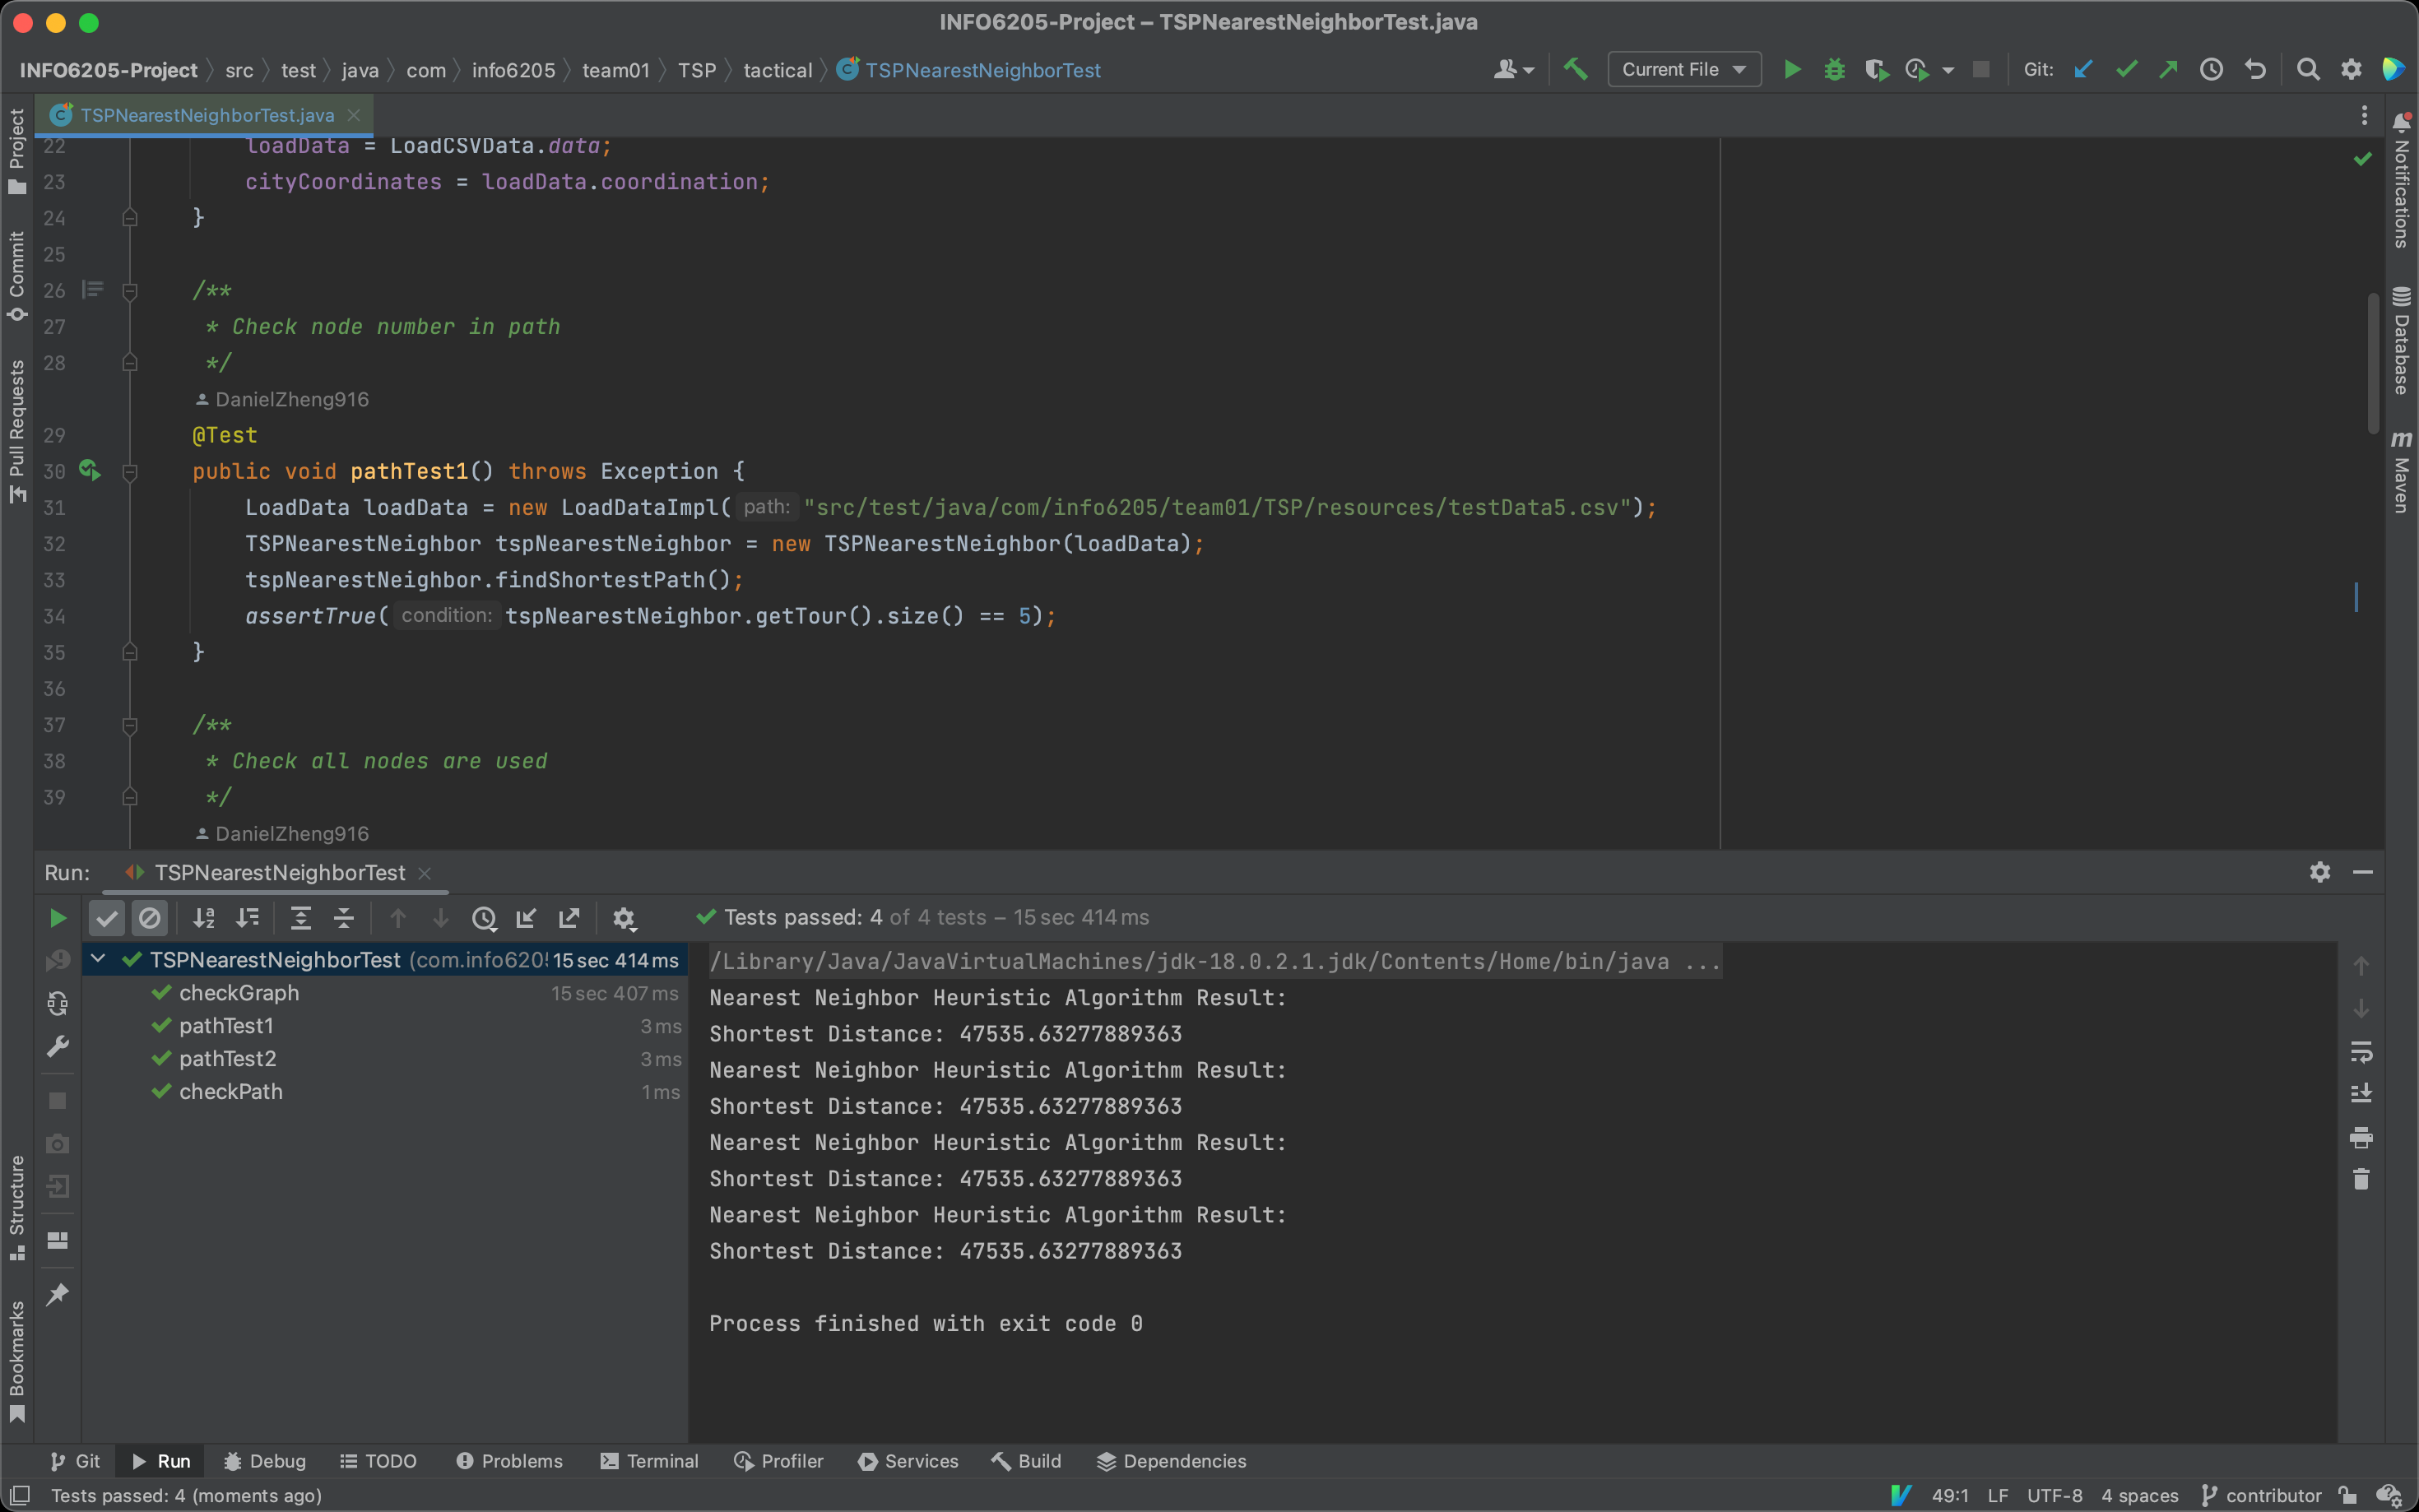 INFO6205-Project – TSPNearestNeighborTest.java
INFO6205-Project src test java com info6205 team01 TSP tactical TSPNearestNeighborTest Current File Git:
TSPNearestNeighborTest.java
22 loadData = LoadCSVData.data;
23 cityCoordinates = loadData.coordination;
24 }
25
26 /**
27 * Check node number in path
28 */
DanielZheng916
29 @Test
30 public void pathTest1() throws Exception {
31 LoadData loadData = new LoadDataImpl( path: "src/test/java/com/info6205/team01/TSP/resources/testData5.csv");
32 TSPNearestNeighbor tspNearestNeighbor = new TSPNearestNeighbor(loadData);
33 tspNearestNeighbor.findShortestPath();
34 assertTrue( condition: tspNearestNeighbor.getTour().size() == 5);
35 }
36
37 /**
38 * Check all nodes are used
39 */
DanielZheng916
Project
Commit
Pull Requests
Structure
Bookmarks
Notifications
Database
m Maven
Run: TSPNearestNeighborTest
Tests passed: 4 of 4 tests – 15 sec 414 ms
TSPNearestNeighborTest (com.info620 15 sec 414 ms
checkGraph 15 sec 407 ms
pathTest1 3 ms
pathTest2 3 ms
checkPath 1 ms
/Library/Java/JavaVirtualMachines/jdk-18.0.2.1.jdk/Contents/Home/bin/java ...
Nearest Neighbor Heuristic Algorithm Result:
Shortest Distance: 47535.63277889363
Nearest Neighbor Heuristic Algorithm Result:
Shortest Distance: 47535.63277889363
Nearest Neighbor Heuristic Algorithm Result:
Shortest Distance: 47535.63277889363
Nearest Neighbor Heuristic Algorithm Result:
Shortest Distance: 47535.63277889363
Process finished with exit code 0
Git Run Debug TODO Problems Terminal Profiler Services Build Dependencies
Tests passed: 4 (moments ago) 49:1 LF UTF-8 4 spaces contributor